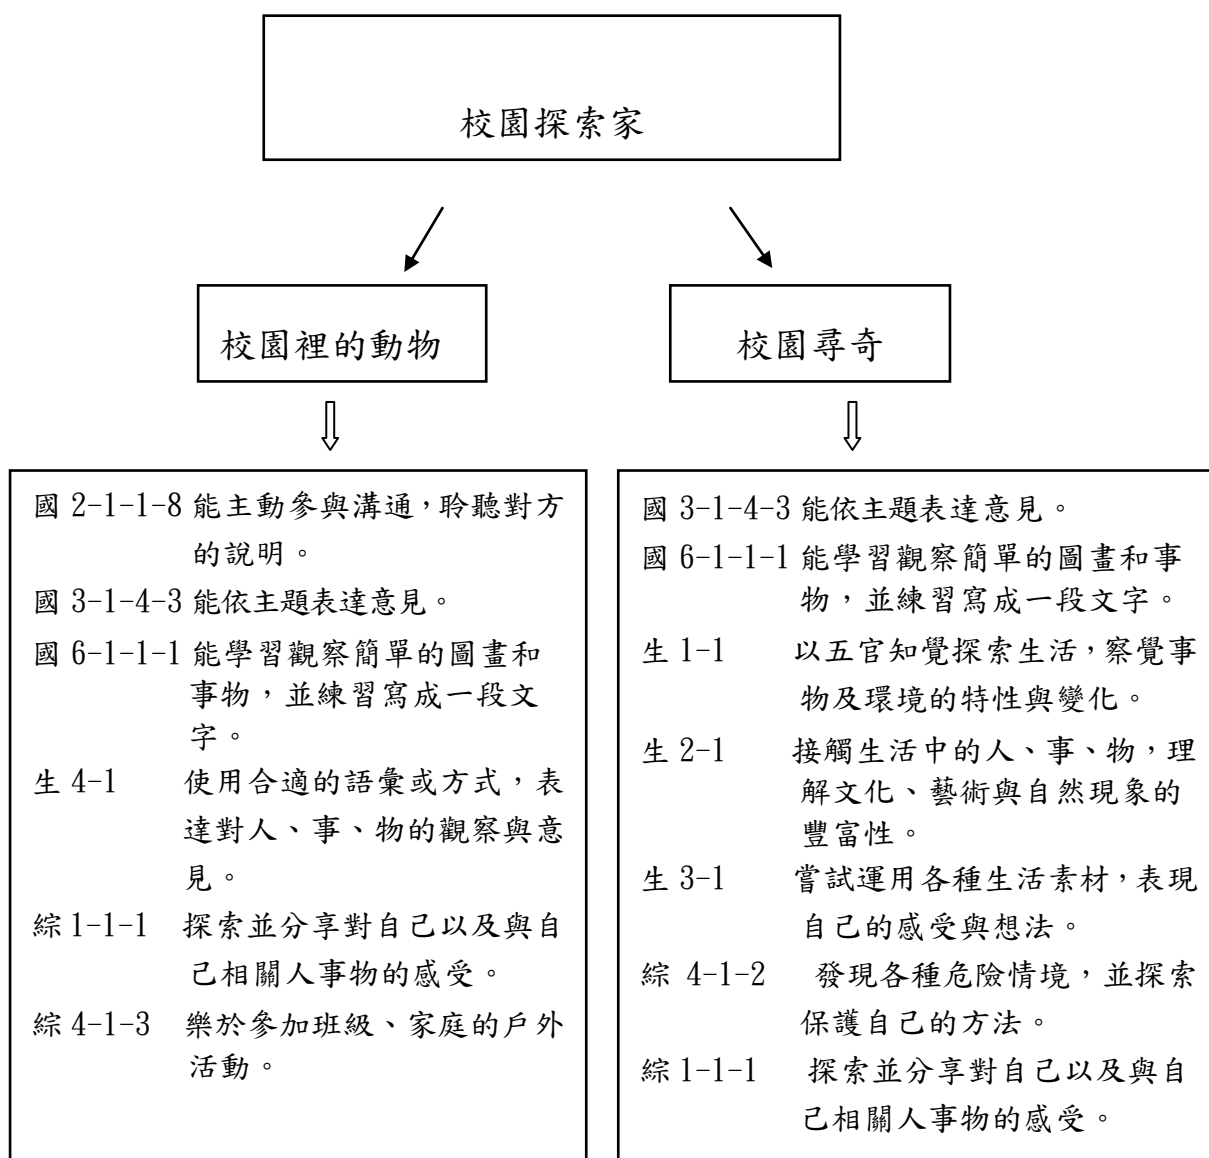 校園探索家
校園裡的動物
校園尋奇
國 2-1-1-8 能主動參與溝通，聆聽對方
的說明。
國 3-1-4-3 能依主題表達意見。
國 6-1-1-1 能學習觀察簡單的圖畫和
事物，並練習寫成一段文
字。
生 4-1 使用合適的語彙或方式，表
達對人、事、物的觀察與意
見。
綜 1-1-1 探索並分享對自己以及與自
己相關人事物的感受。
綜 4-1-3 樂於參加班級、家庭的戶外
活動。
國 3-1-4-3 能依主題表達意見。
國 6-1-1-1 能學習觀察簡單的圖畫和事
物，並練習寫成一段文字。
生 1-1 以五官知覺探索生活，察覺事
物及環境的特性與變化。
生 2-1 接觸生活中的人、事、物，理
解文化、藝術與自然現象的
豐富性。
生 3-1 嘗試運用各種生活素材，表現
自己的感受與想法。
綜 4-1-2 發現各種危險情境，並探索
保護自己的方法。
綜 1-1-1 探索並分享對自己以及與自
己相關人事物的感受。